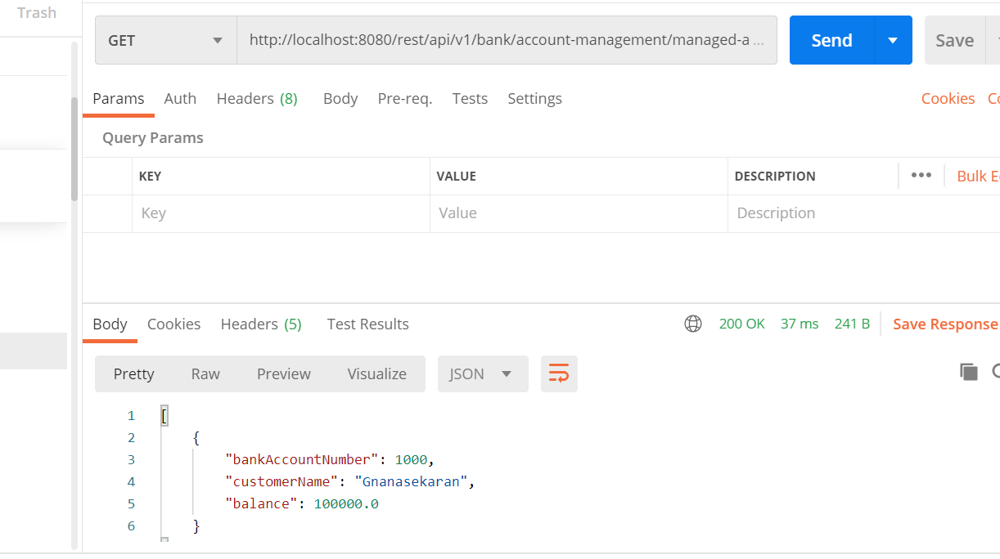 Trash
GET http://localhost:8080/rest/api/v1/bank/account-management/managed-a ... Send Save
Params Auth Headers (8) Body Pre-req. Tests Settings Cookies Co
Query Params
KEY VALUE DESCRIPTION ••• Bulk E
Key Value Description
Body Cookies Headers (5) Test Results 200 OK 37 ms 241 B Save Response
Pretty Raw Preview Visualize JSON
1 [
2 {
3 "bankAccountNumber": 1000,
4 "customerName": "Gnanasekaran",
5 "balance": 100000.0
6 }